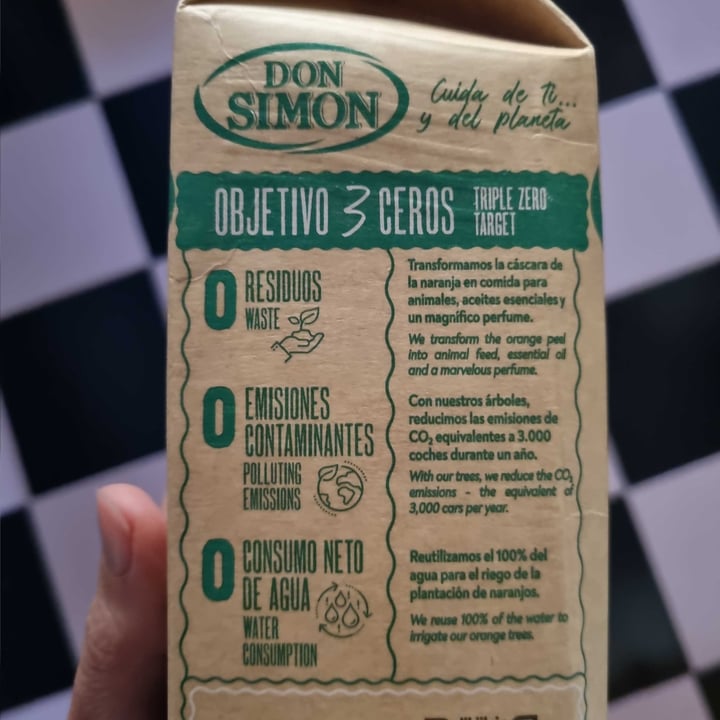 DON
SIMON
Cuida de ti...
y del planeta
OBJETIVO 3 CEROS
TRIPLE ZERO
TARGET
0 RESIDUOS
WASTE
Transformamos la cáscara de
la naranja en comida para
animales, aceites esenciales y
un magnífico perfume.
We transform the orange peel
into animal feed, essential oil
and a marvelous perfume.
0 EMISIONES
CONTAMINANTES
POLLUTING
EMISSIONS
Con nuestros árboles,
reducimos las emisiones de
CO₂ equivalentes a 3.000
coches durante un año.
With our trees, we reduce the CO₂
emissions - the equivalent of
3,000 cars per year.
0 CONSUMO NETO
DE AGUA
WATER
CONSUMPTION
Reutilizamos el 100% del
agua para el riego de la
plantación de naranjos.
We reuse 100% of the water to
irrigate our orange trees.